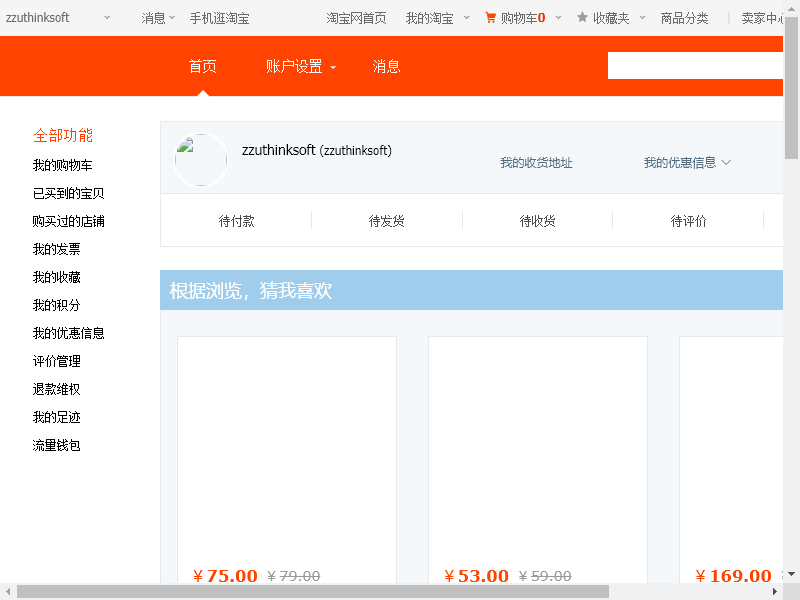 zzuthinksoft 消息 手机逛淘宝 淘宝网首页 我的淘宝 购物车0 收藏夹 商品分类 卖家中心
首页 账户设置 消息
全部功能
我的购物车
已买到的宝贝
购买过的店铺
我的发票
我的收藏
我的积分
我的优惠信息
评价管理
退款维权
我的足迹
流量钱包
zzuthinksoft (zzuthinksoft)
我的收货地址 我的优惠信息
待付款 待发货 待收货 待评价
根据浏览，猜我喜欢
¥75.00 ¥79.00 ¥53.00 ¥59.00 ¥169.00